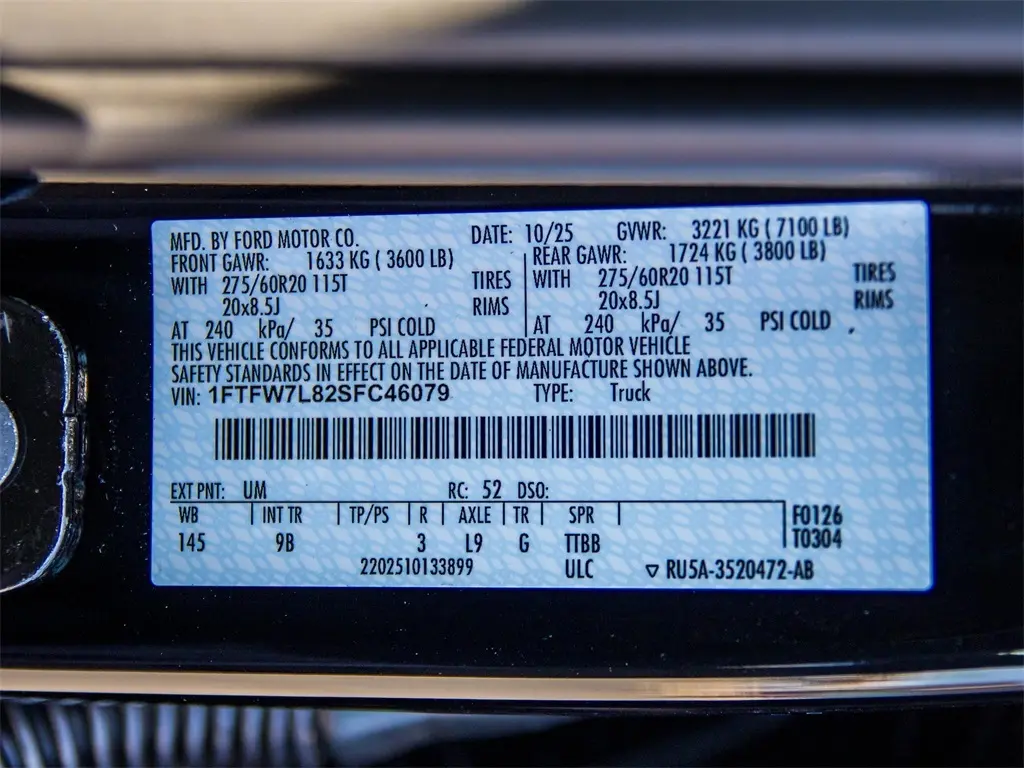 MFD. BY FORD MOTOR CO. DATE: 10/25 GVWR: 3221 KG ( 7100 LB)
FRONT GAWR: 1633 KG ( 3600 LB) REAR GAWR: 1724 KG ( 3800 LB)
WITH 275/60R20 115T TIRES WITH 275/60R20 115T TIRES
20x8.5J RIMS 20x8.5J RIMS
AT 240 kPa/ 35 PSI COLD AT 240 kPa/ 35 PSI COLD .
THIS VEHICLE CONFORMS TO ALL APPLICABLE FEDERAL MOTOR VEHICLE
SAFETY STANDARDS IN EFFECT ON THE DATE OF MANUFACTURE SHOWN ABOVE.
VIN: 1FTFW7L82SFC46079 TYPE: Truck
EXT PNT: UM RC: 52 DSO:
WB INT TR TP/PS R AXLE TR SPR F0126
145 9B 3 L9 G TTBB T0304
2202510133899 ULC RU5A-3520472-AB